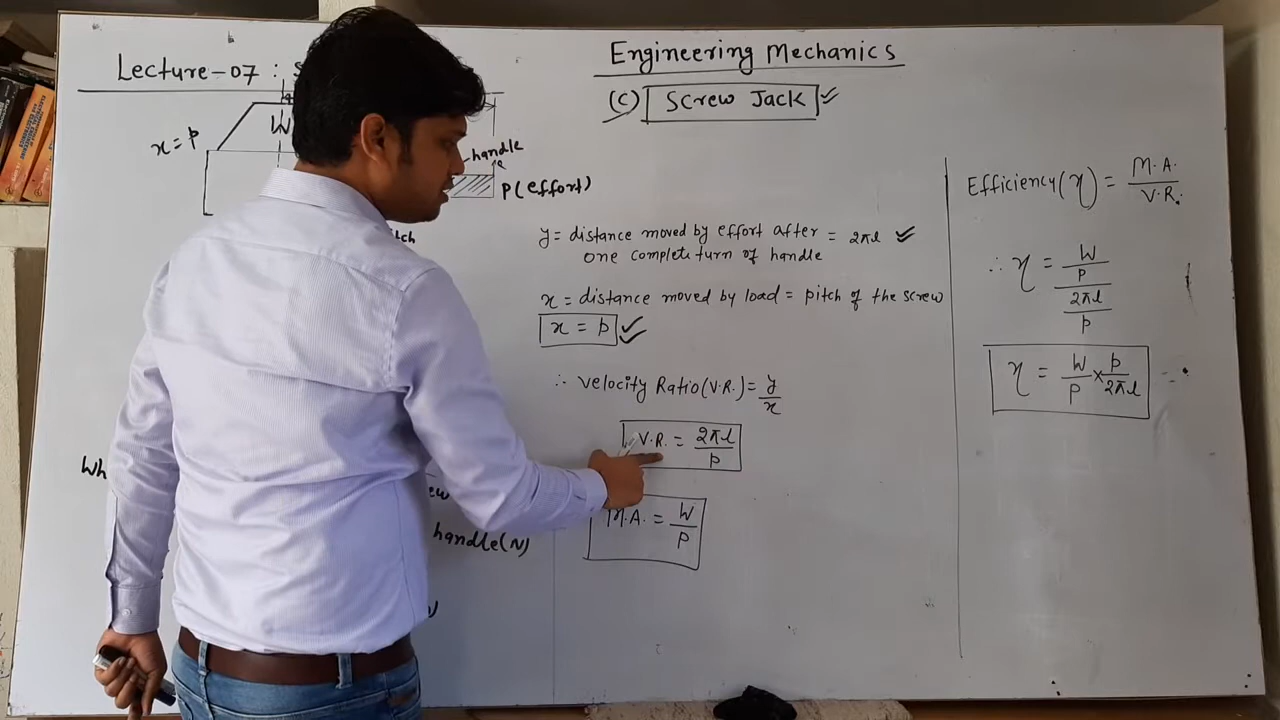 Lecture-07 :
Engineering Mechanics
(C) Screw Jack ✓
x = p
W
handle
P(effort)
y = distance moved by effort after = 2πl ✓
one complete turn of handle
x = distance moved by load = pitch of the screw
x = p ✓
∴ Velocity Ratio (V.R.) = y/x
V.R. = 2πl/p
M.A. = W/P
handle (N)
Efficiency (η) = M.A./V.R.
∴ η = (W/P)/(2πl/p)
η = W/P × p/2πl =